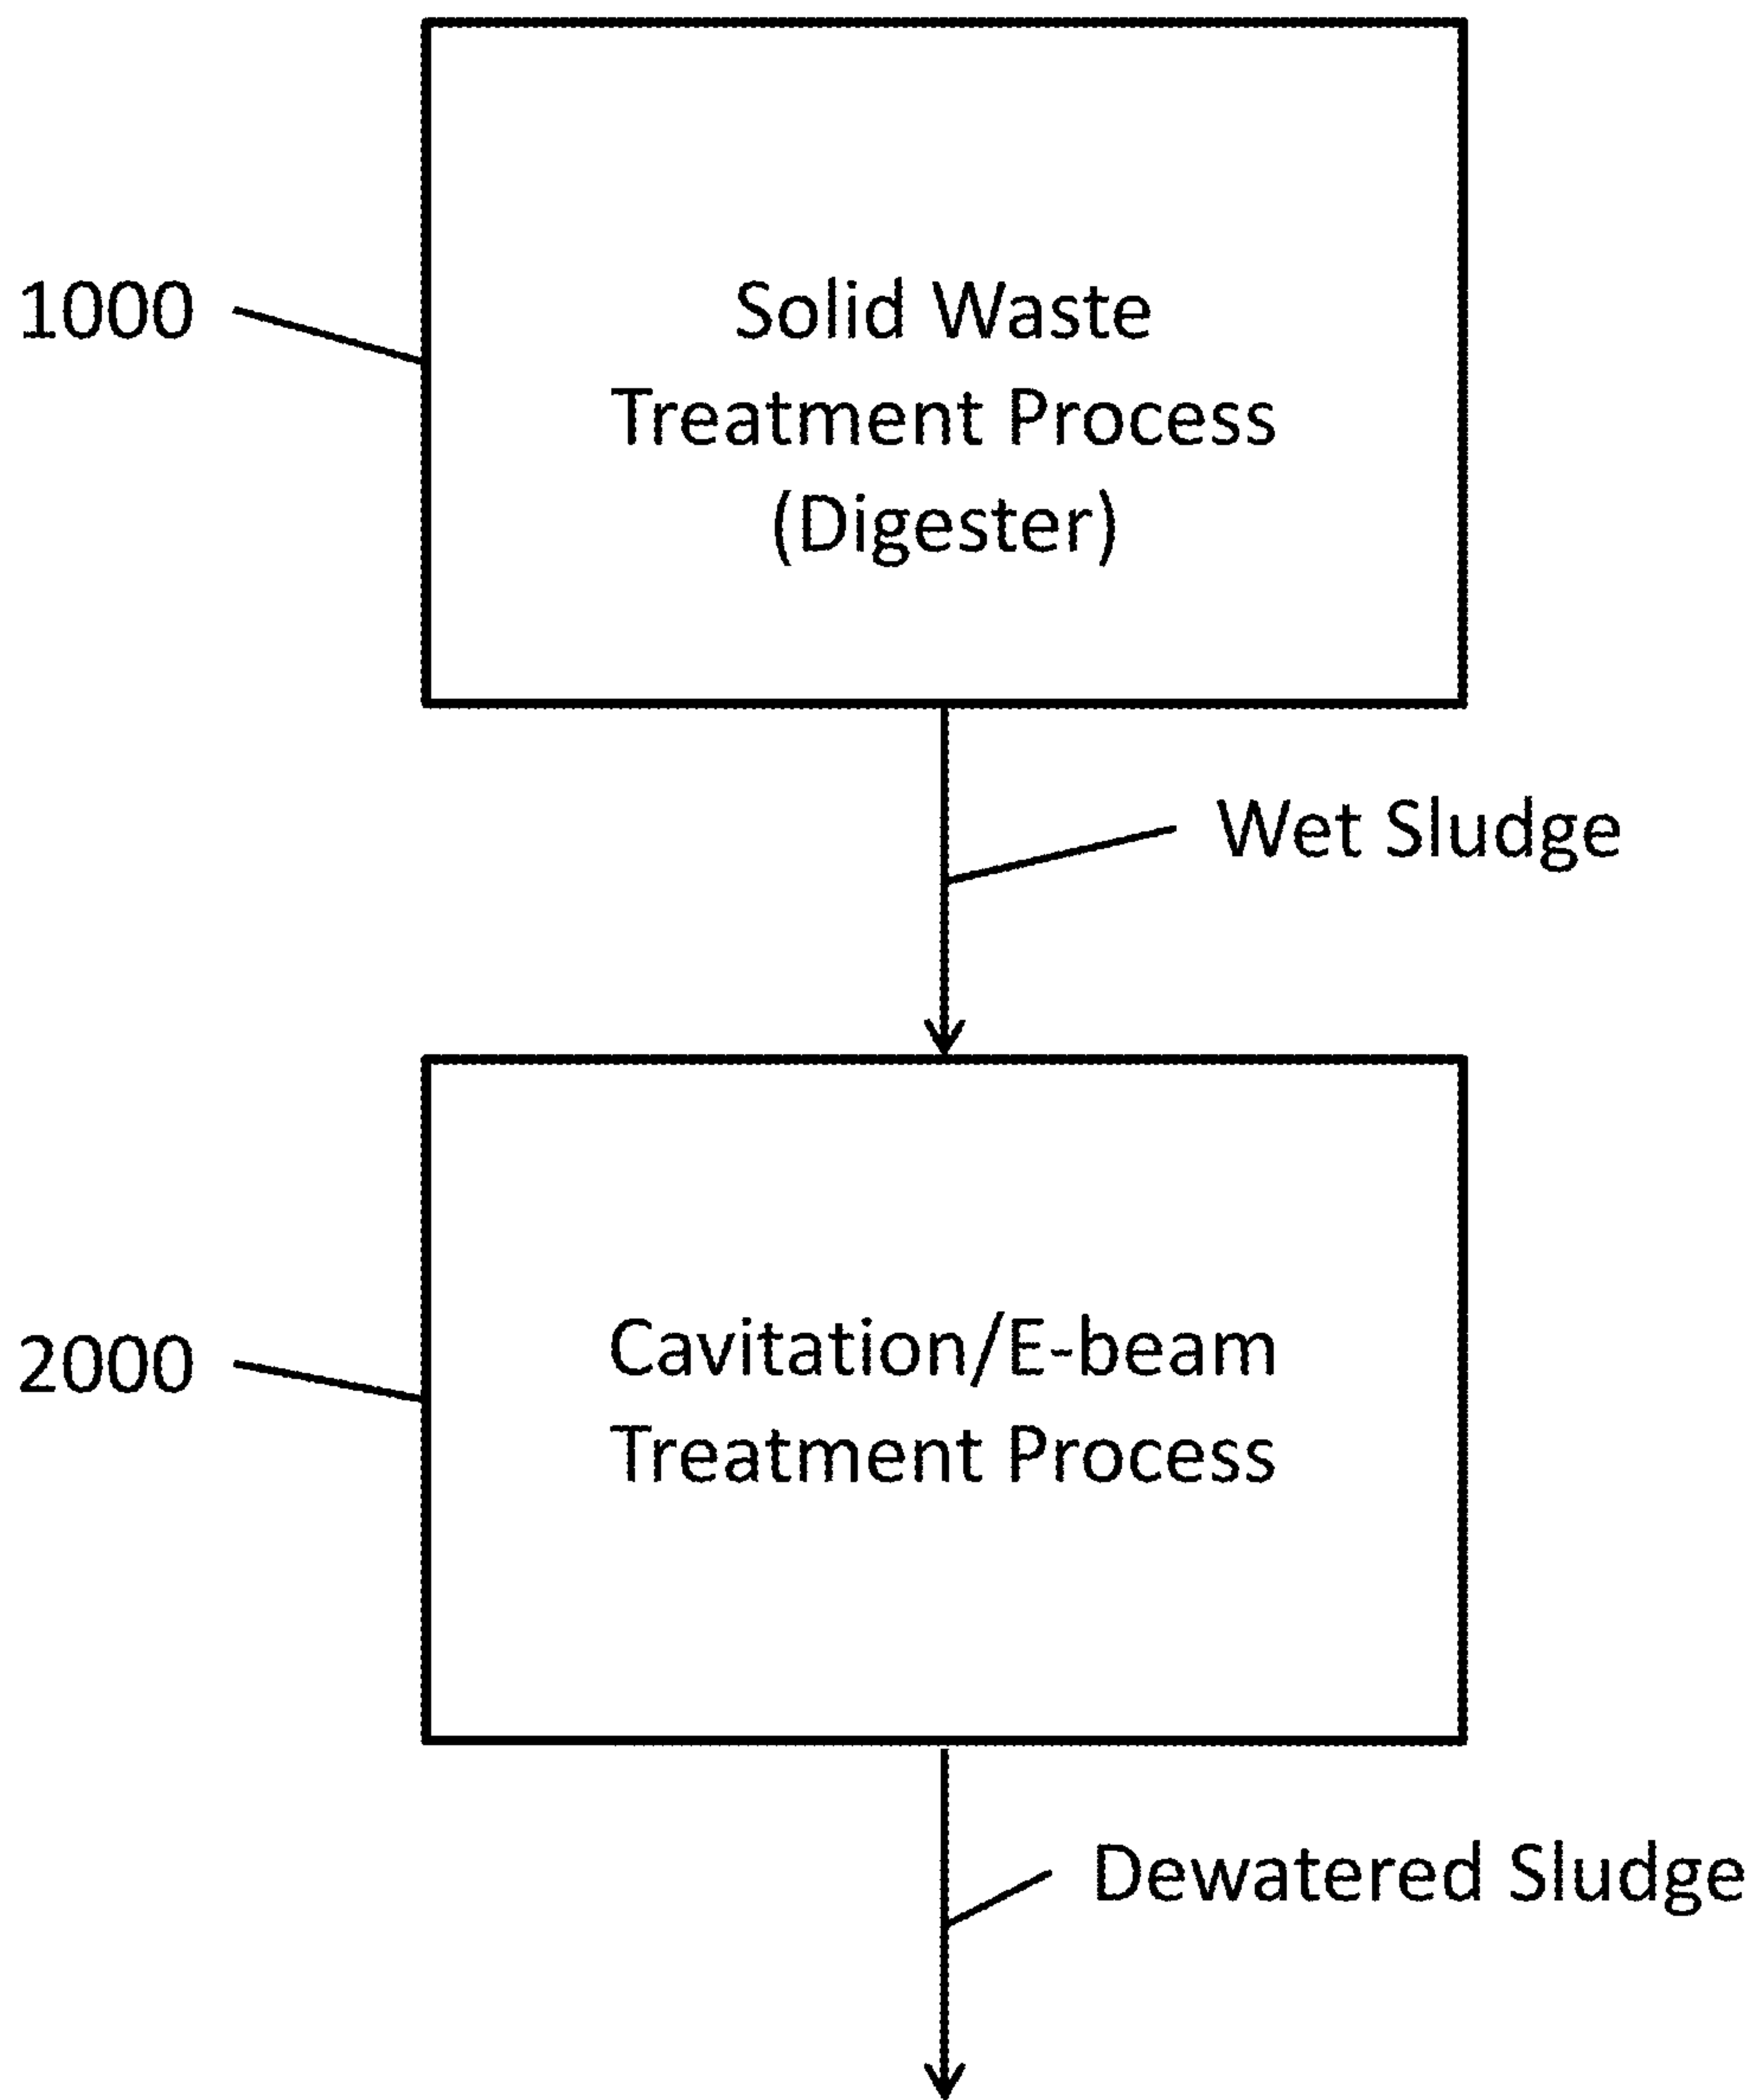 1000
Solid Waste
Treatment Process
(Digester)
Wet Sludge
2000
Cavitation/E-beam
Treatment Process
Dewatered Sludge